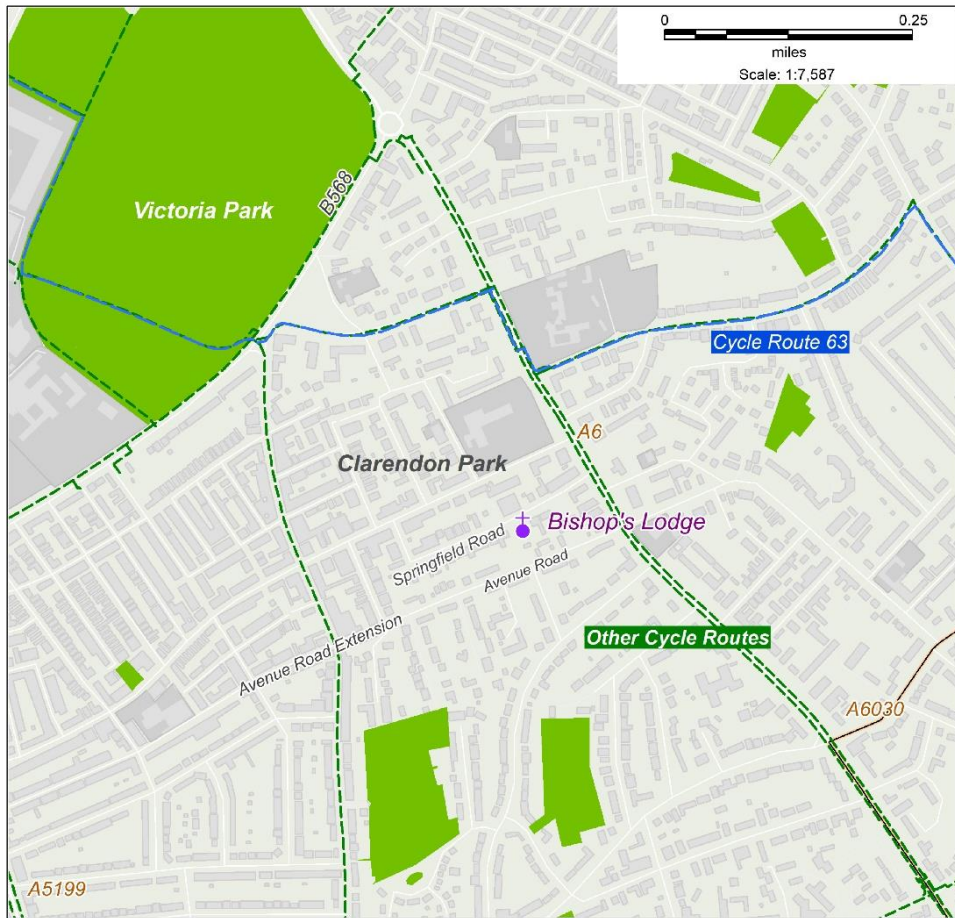 0 0.25
miles
Scale: 1:7,587
B568
Victoria Park
Cycle Route 63
A6
Clarendon Park
Bishop's Lodge
Springfield Road
Avenue Road
Other Cycle Routes
Avenue Road Extension
A6030
A5199